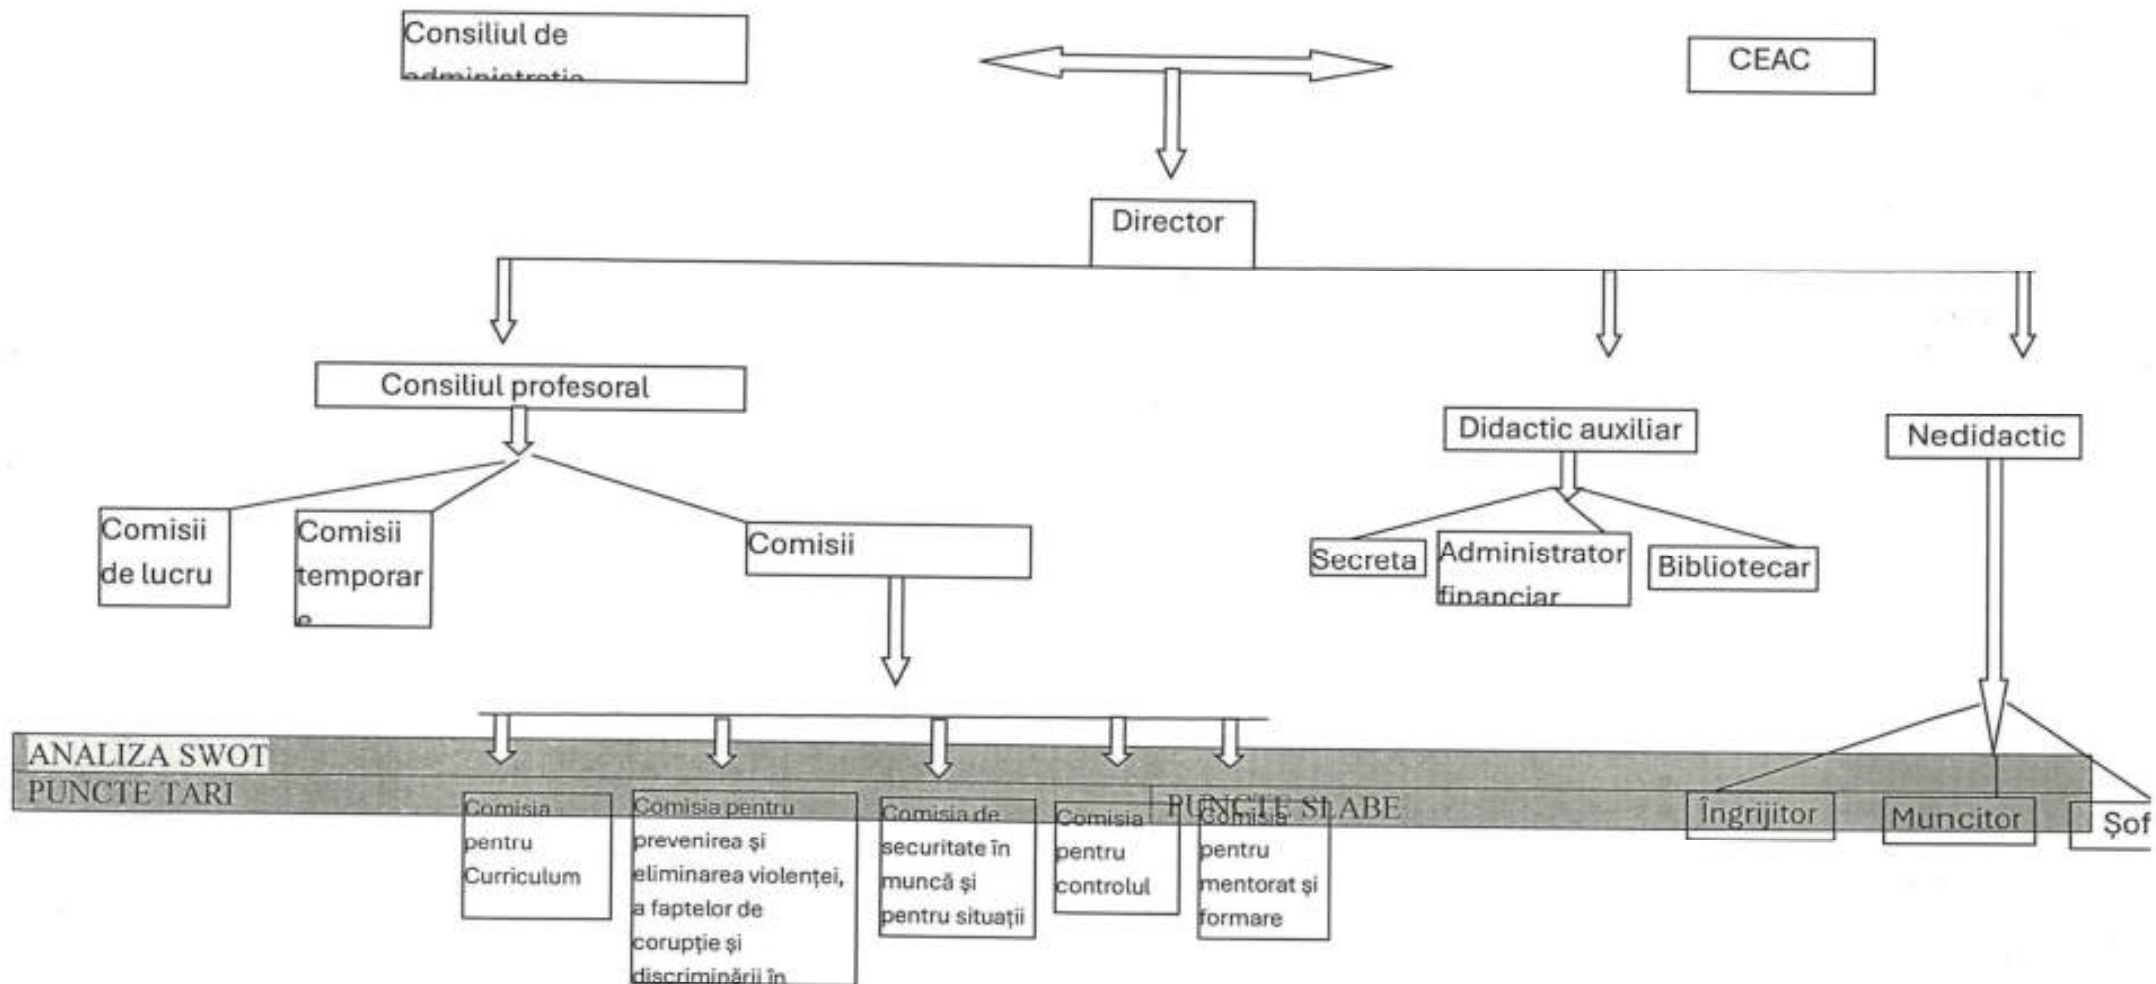 Consiliul de
administrație
CEAC
Director
Consiliul profesoral
Didactic auxiliar
Nedidactic
Comisii
de lucru
Comisii
temporar
e
Comisii
Secreta
Administrator
financiar
Bibliotecar
ANALIZA SWOT
PUNCTE TARI
PUNCTE SLABE
Comisia
pentru
Curriculum
Comisia pentru
prevenirea și
eliminarea violenței,
a faptelor de
corupție și
discriminării în
Comisia de
securitate în
muncă și
pentru situații
Comisia
pentru
controlul
Comisia
pentru
mentorat și
formare
Îngrijitor
Muncitor
Șof